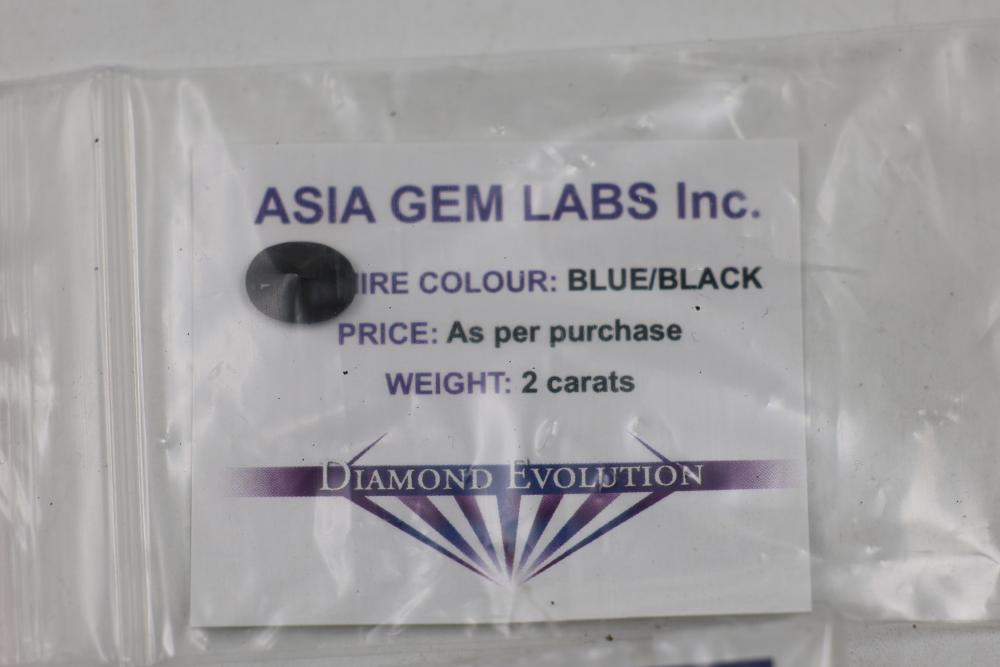 ASIA GEM LABS Inc.
IRE COLOUR: BLUE/BLACK
PRICE: As per purchase
WEIGHT: 2 carats
DIAMOND EVOLUTION